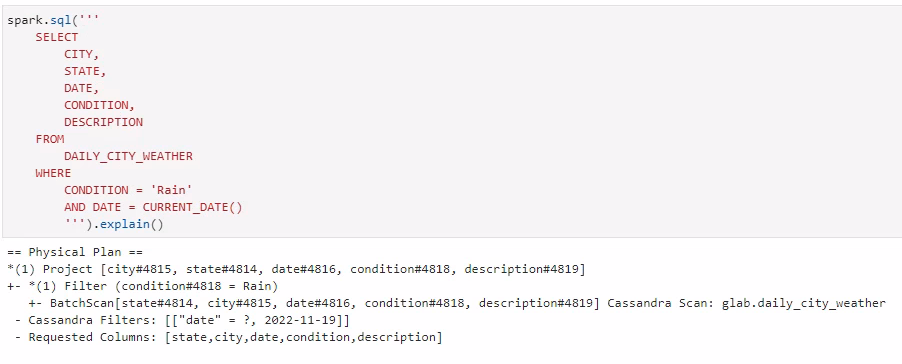 spark.sql('''
    SELECT
        CITY,
        STATE,
        DATE,
        CONDITION,
        DESCRIPTION
    FROM
        DAILY_CITY_WEATHER
    WHERE
        CONDITION = 'Rain'
        AND DATE = CURRENT_DATE()
        ''').explain()
== Physical Plan ==
*(1) Project [city#4815, state#4814, date#4816, condition#4818, description#4819]
+- *(1) Filter (condition#4818 = Rain)
   +- BatchScan[state#4814, city#4815, date#4816, condition#4818, description#4819] Cassandra Scan: glab.daily_city_weather
 - Cassandra Filters: [["date" = ?, 2022-11-19]]
 - Requested Columns: [state,city,date,condition,description]